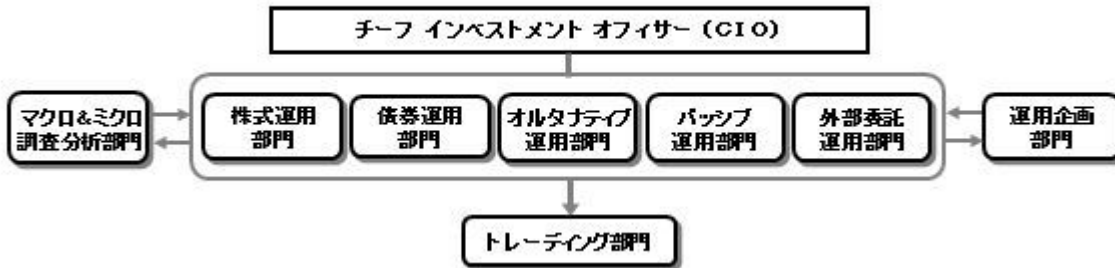 チーフ インベストメント オフィサー (CIO)
マクロ&ミクロ
調査分析部門
株式運用
部門
債券運用
部門
オルタナティブ
運用部門
パッシブ
運用部門
外部委託
運用部門
運用企画
部門
トレーディング部門